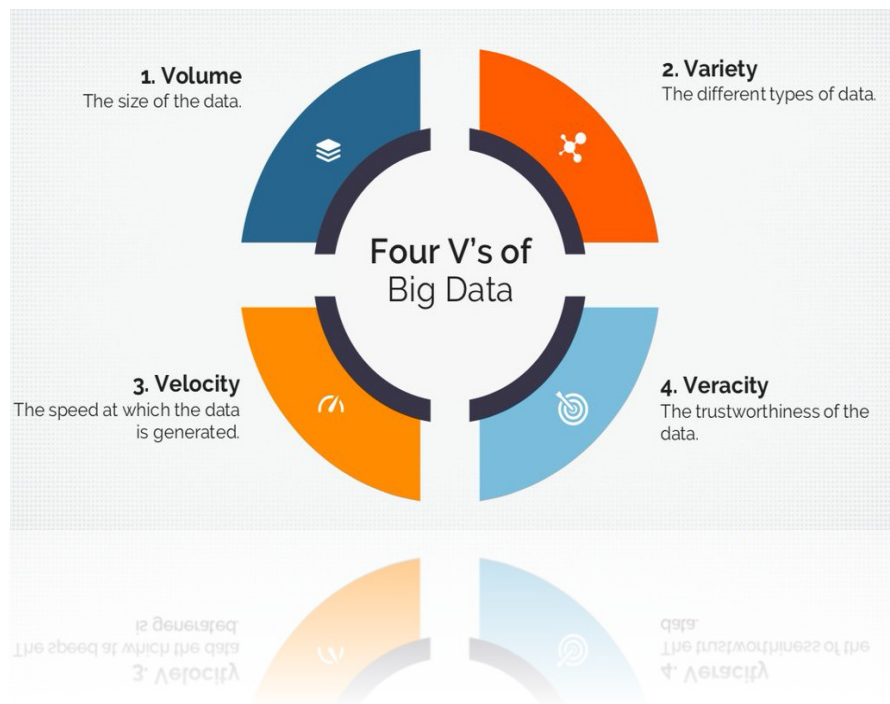 1. Volume
The size of the data.
2. Variety
The different types of data.
Four V's of
Big Data
3. Velocity
The speed at which the data
is generated.
4. Veracity
The trustworthiness of the
data.